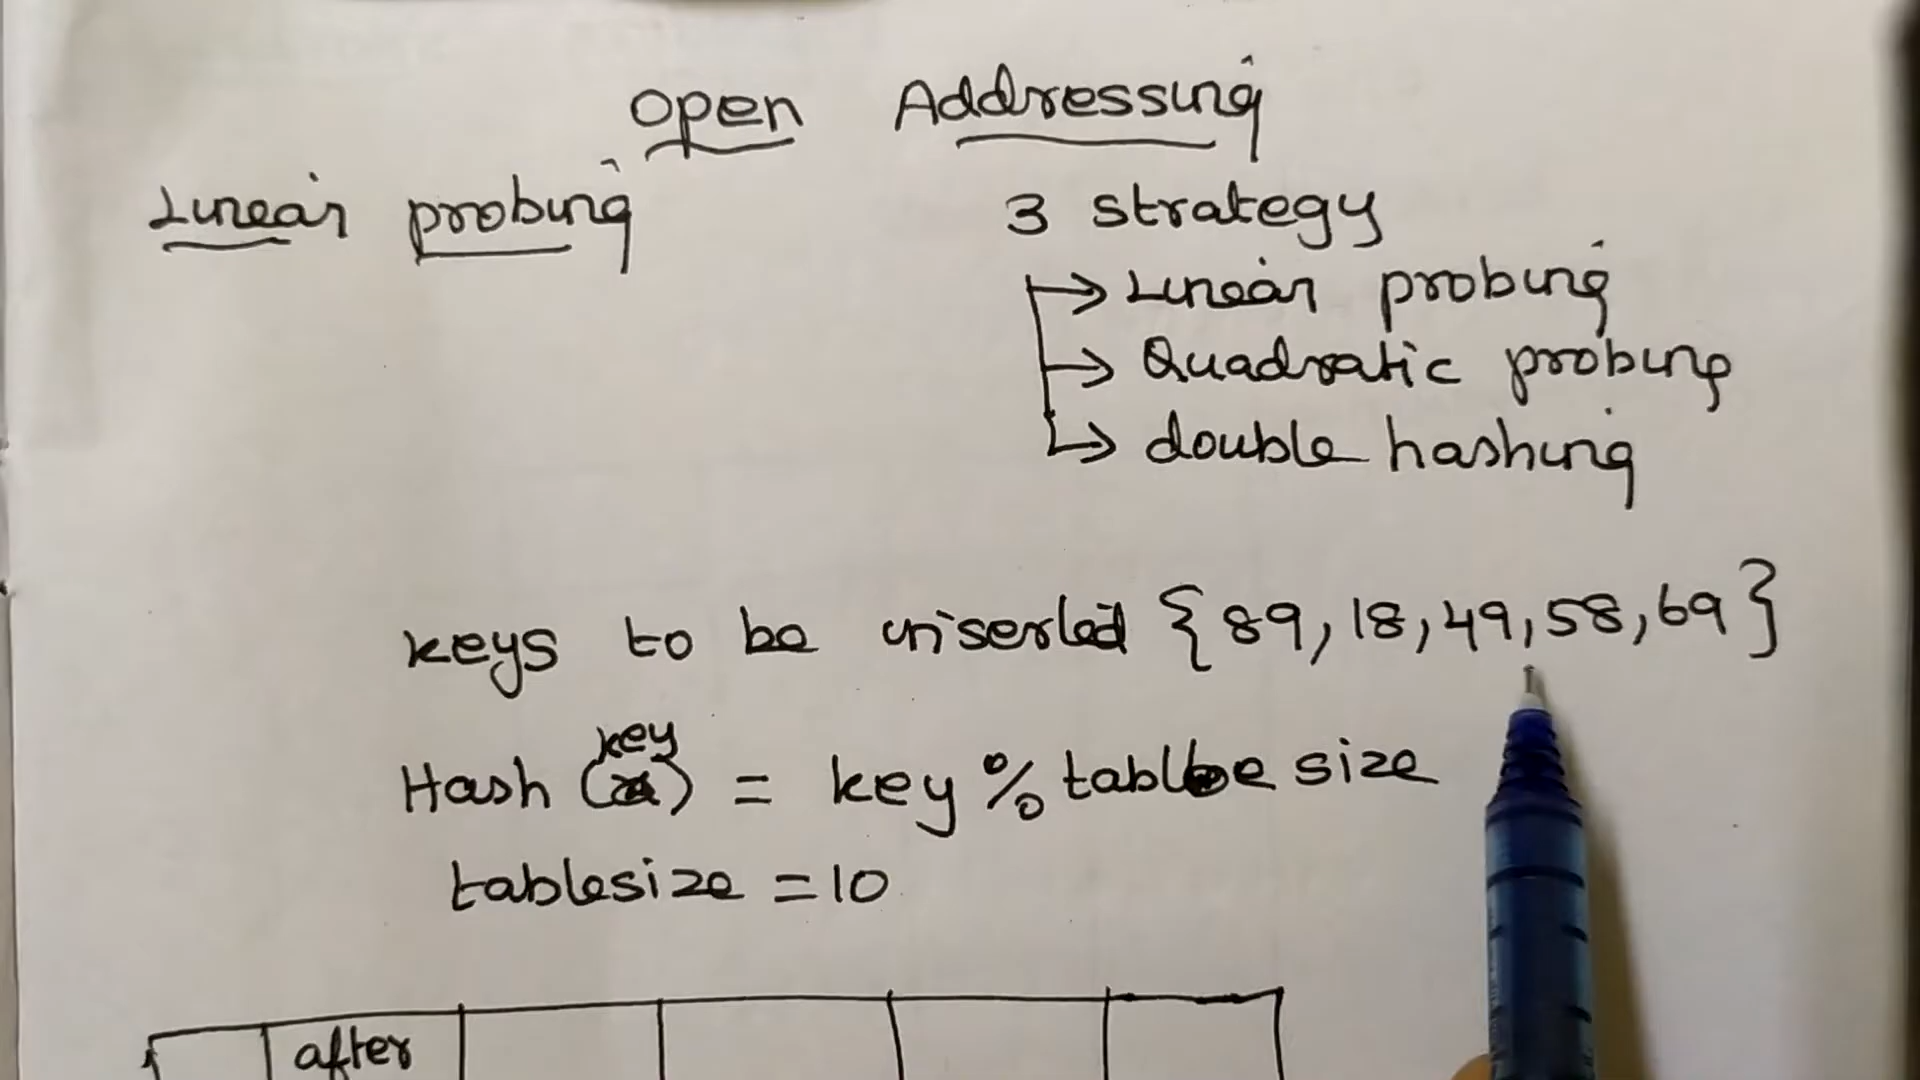 Open Addressing
Linear probing
3 strategy
→ Linear probing
→ Quadratic probing
→ double hashing
keys to be inserted {89, 18, 49, 58, 69}
key
Hash (x) = key % table size
tablesize = 10
after